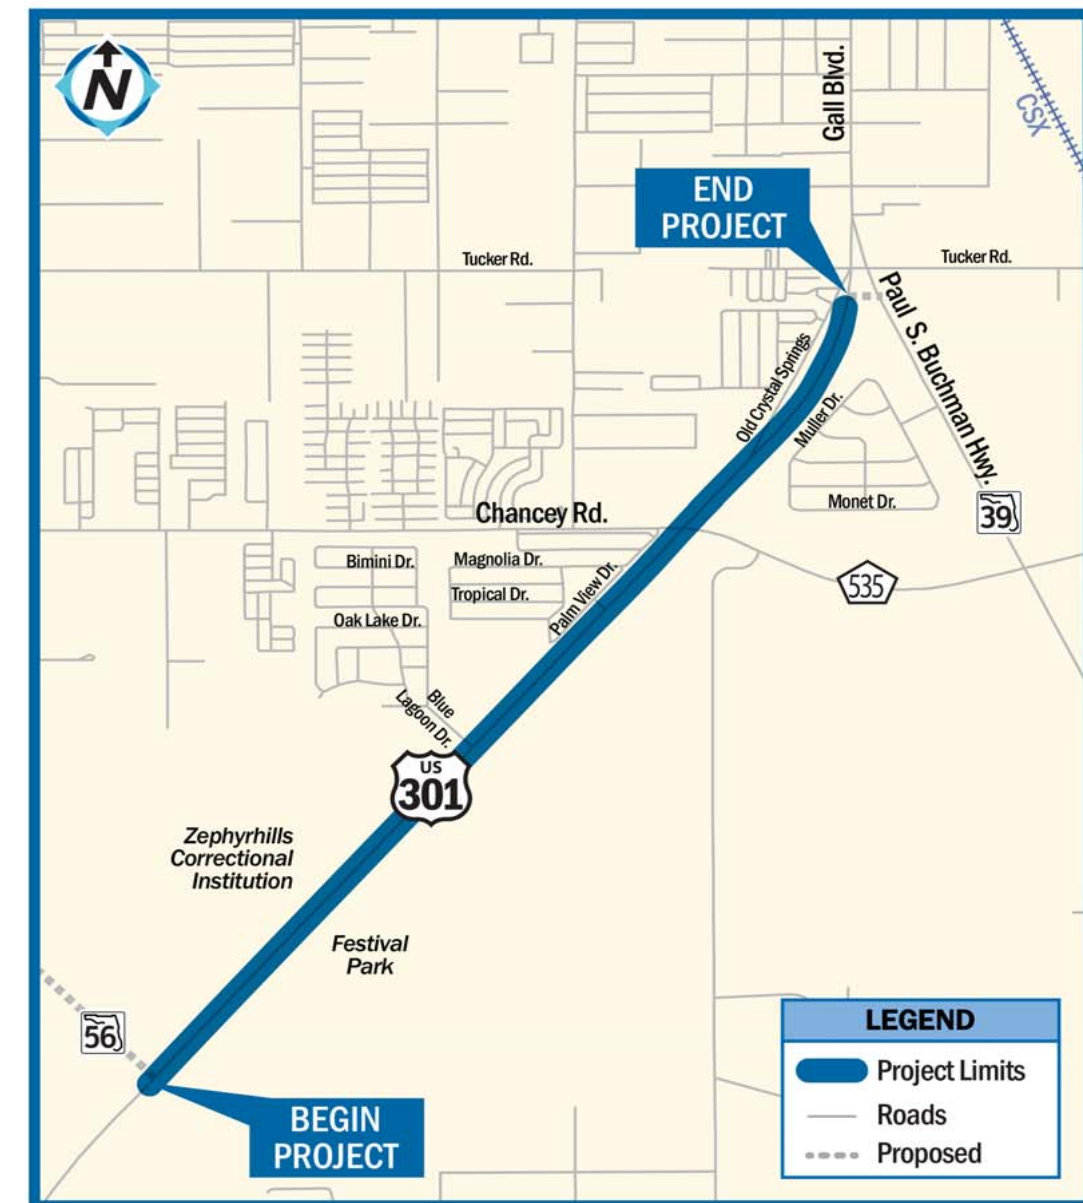 N
Gall Blvd.
CSX
END
PROJECT
Tucker Rd.
Tucker Rd.
Paul S. Buchman Hwy.
Old Crystal Springs
Muller Dr.
Monet Dr.
39
Chancey Rd.
Bimini Dr.
Magnolia Dr.
Tropical Dr.
Palm View Dr.
535
Oak Lake Dr.
Blue
Lagoon Dr.
US
301
Zephyrhills
Correctional
Institution
Festival
Park
56
BEGIN
PROJECT
LEGEND
Project Limits
Roads
Proposed